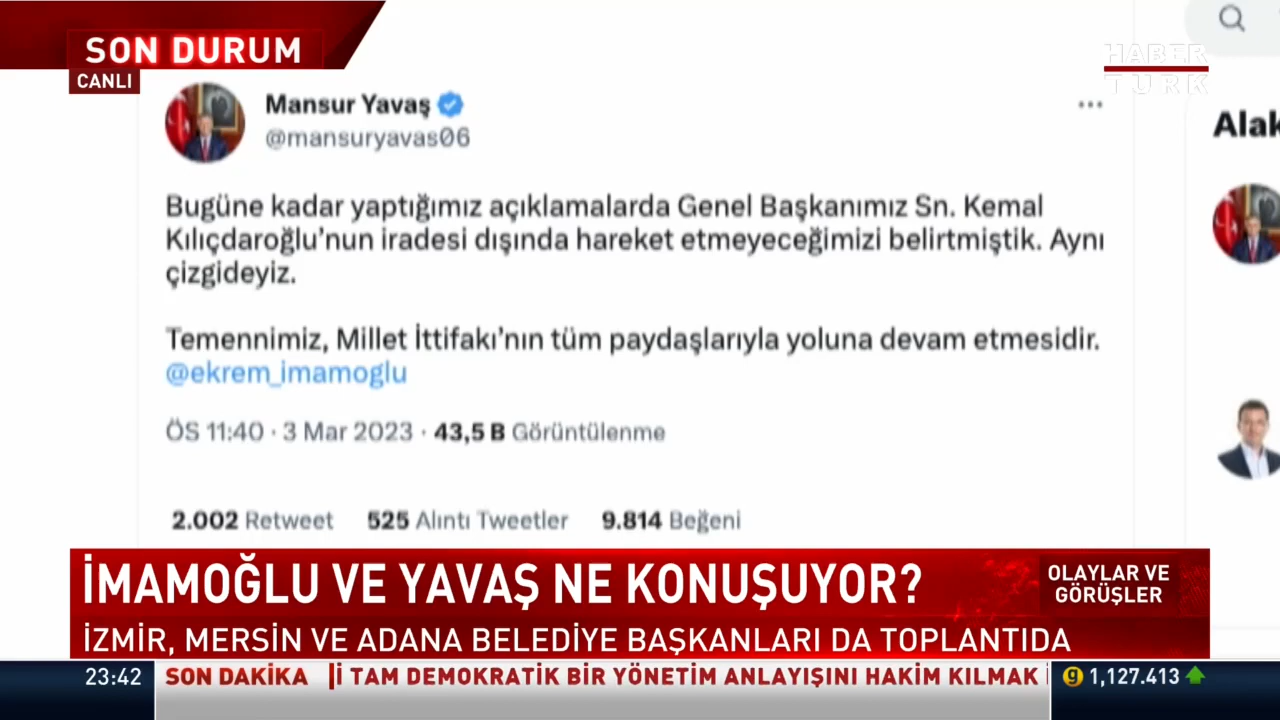 SON DURUM
CANLI
HABER
TURK
Mansur Yavaş
@mansuryavas06
Alak
Bugüne kadar yaptığımız açıklamalarda Genel Başkanımız Sn. Kemal
Kılıçdaroğlu’nun iradesi dışında hareket etmeyeceğimizi belirtmiştik. Aynı
çizgideyiz.
Temennimiz, Millet İttifakı’nın tüm paydaşlarıyla yoluna devam etmesidir.
@ekrem_imamoglu
ÖS 11:40 · 3 Mar 2023 · 43,5 B Görüntülenme
2.002 Retweet 525 Alıntı Tweetler 9.814 Beğeni
İMAMOĞLU VE YAVAŞ NE KONUŞUYOR?
OLAYLAR VE
GÖRÜŞLER
İZMİR, MERSİN VE ADANA BELEDİYE BAŞKANLARI DA TOPLANTIDA
23:42 SON DAKİKA İ TAM DEMOKRATİK BİR YÖNETİM ANLAYIŞINI HAKİM KILMAK 9 1,127.413